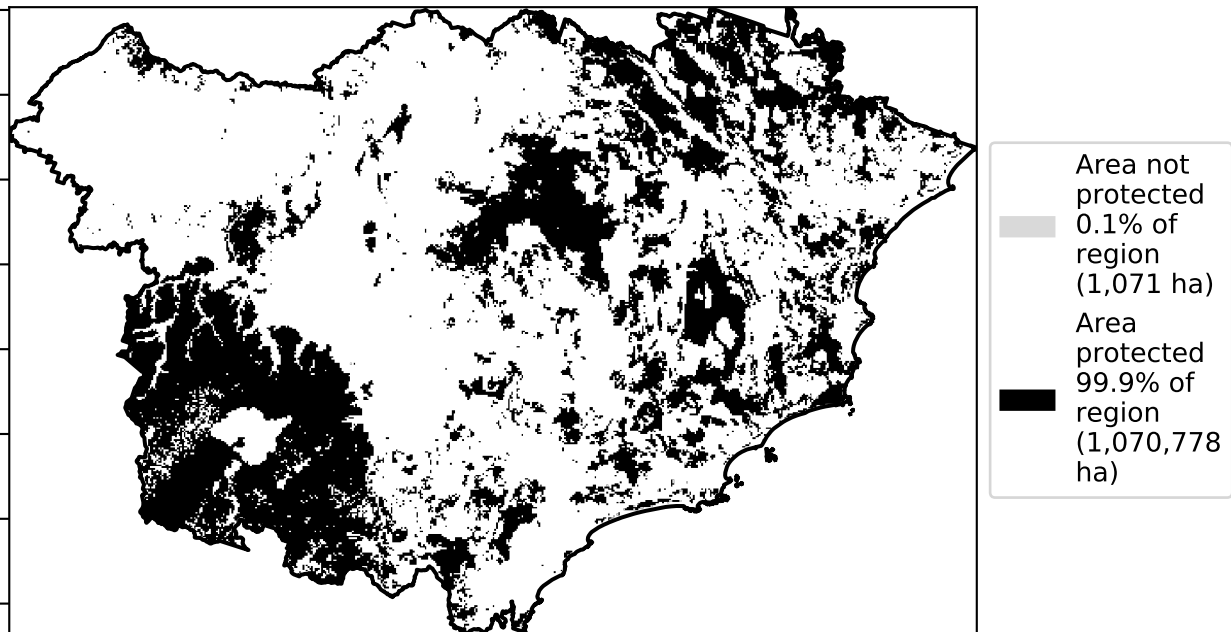 Area not
protected
0.1% of
region
(1,071 ha)
Area
protected
99.9% of
region
(1,070,778
ha)